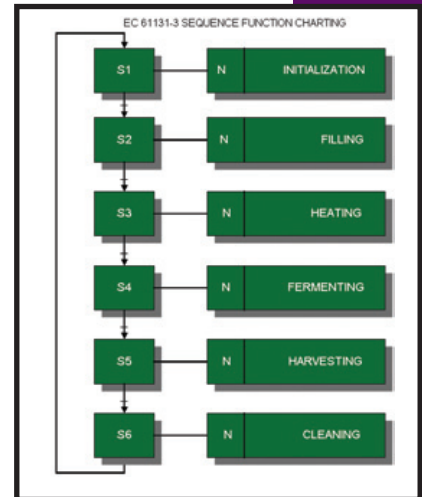 EC 61131-3 SEQUENCE FUNCTION CHARTING
S1 N INITIALIZATION
S2 N FILLING
S3 N HEATING
S4 N FERMENTING
S5 N HARVESTING
S6 N CLEANING